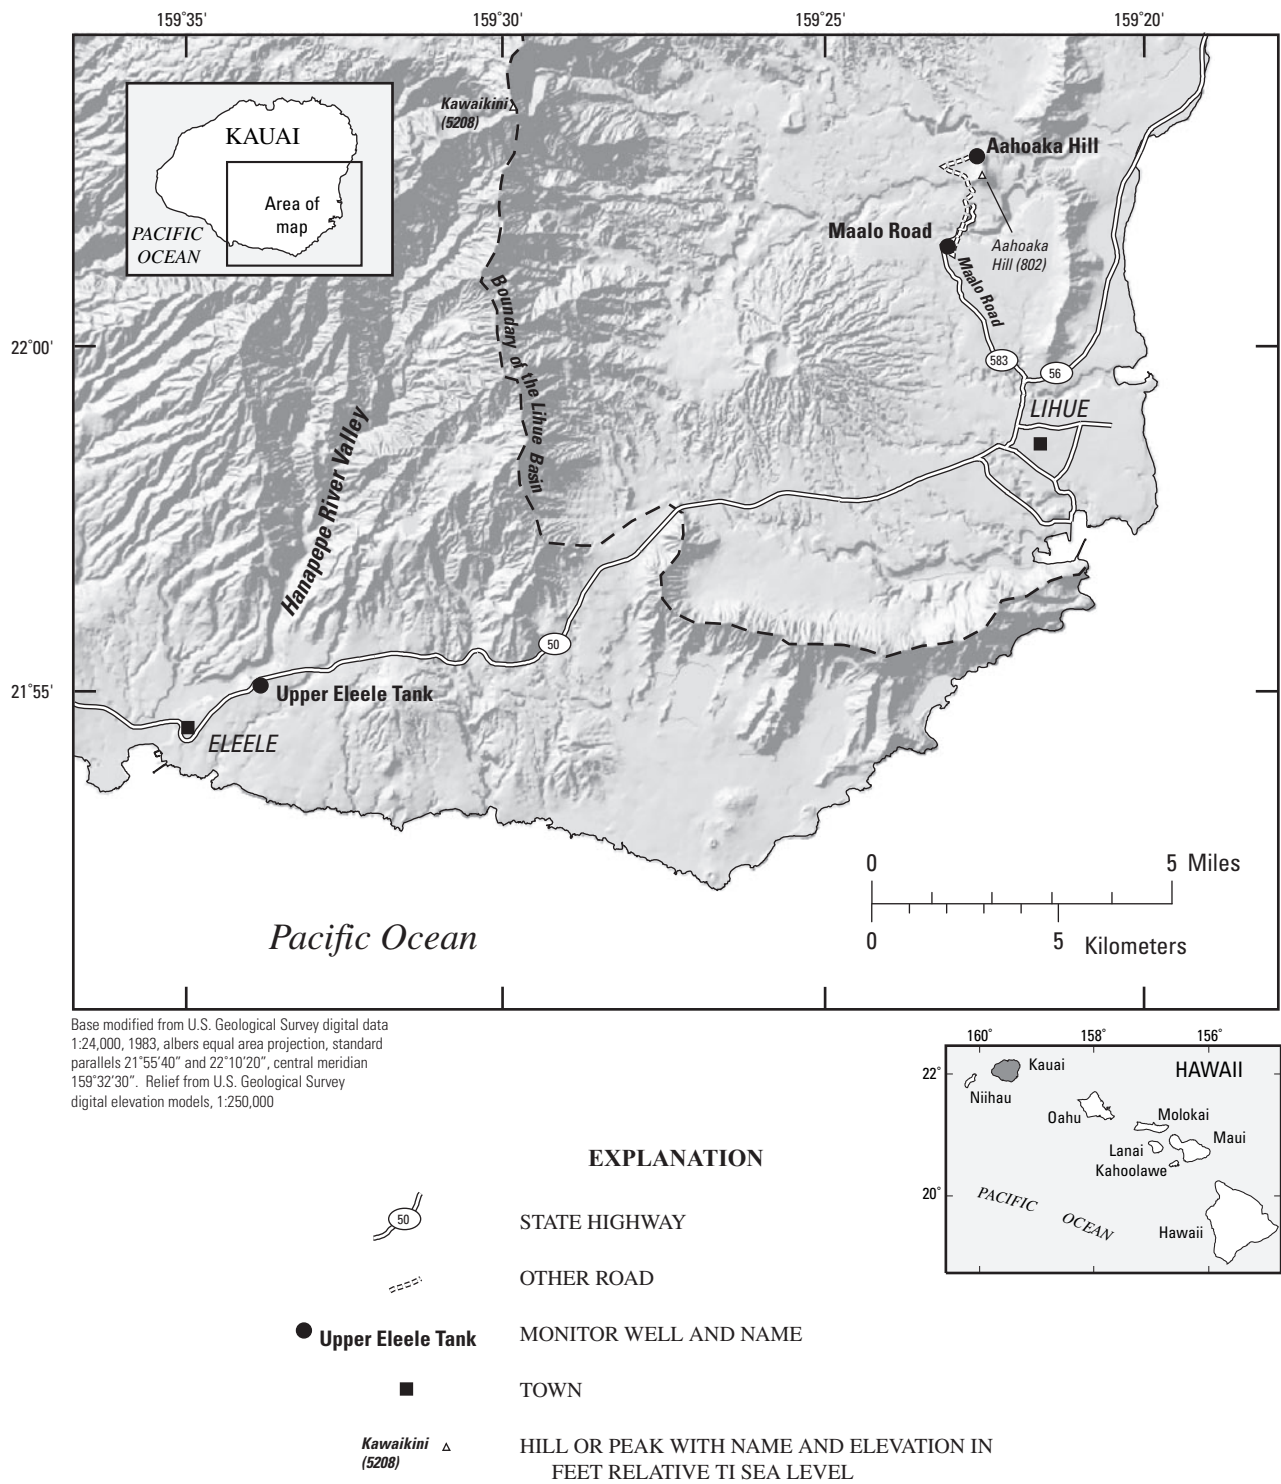 159°35'
159°30'
159°25'
159°20'
KAUAI
Area of
map
PACIFIC
OCEAN
Kawaikini
(5208)
Aahoaka Hill
Maalo Road
Aahoaka
Hill (802)
Maalo Road
Boundary of the Lihue Basin
22°00'
583
56
LIHUE
Hanapepe River Valley
50
21°55'
Upper Eleele Tank
ELEELE
0
5 Miles
0
5 Kilometers
Pacific Ocean
Base modified from U.S. Geological Survey digital data
1:24,000, 1983, albers equal area projection, standard
parallels 21°55'40" and 22°10'20", central meridian
159°32'30". Relief from U.S. Geological Survey
digital elevation models, 1:250,000
160°
158°
156°
22°
Kauai
HAWAII
Niihau
Oahu
Molokai
Lanai
Maui
Kahoolawe
20°
PACIFIC OCEAN
Hawaii
EXPLANATION
50
STATE HIGHWAY
OTHER ROAD
Upper Eleele Tank
MONITOR WELL AND NAME
TOWN
Kawaikini
(5208)
HILL OR PEAK WITH NAME AND ELEVATION IN
FEET RELATIVE TI SEA LEVEL